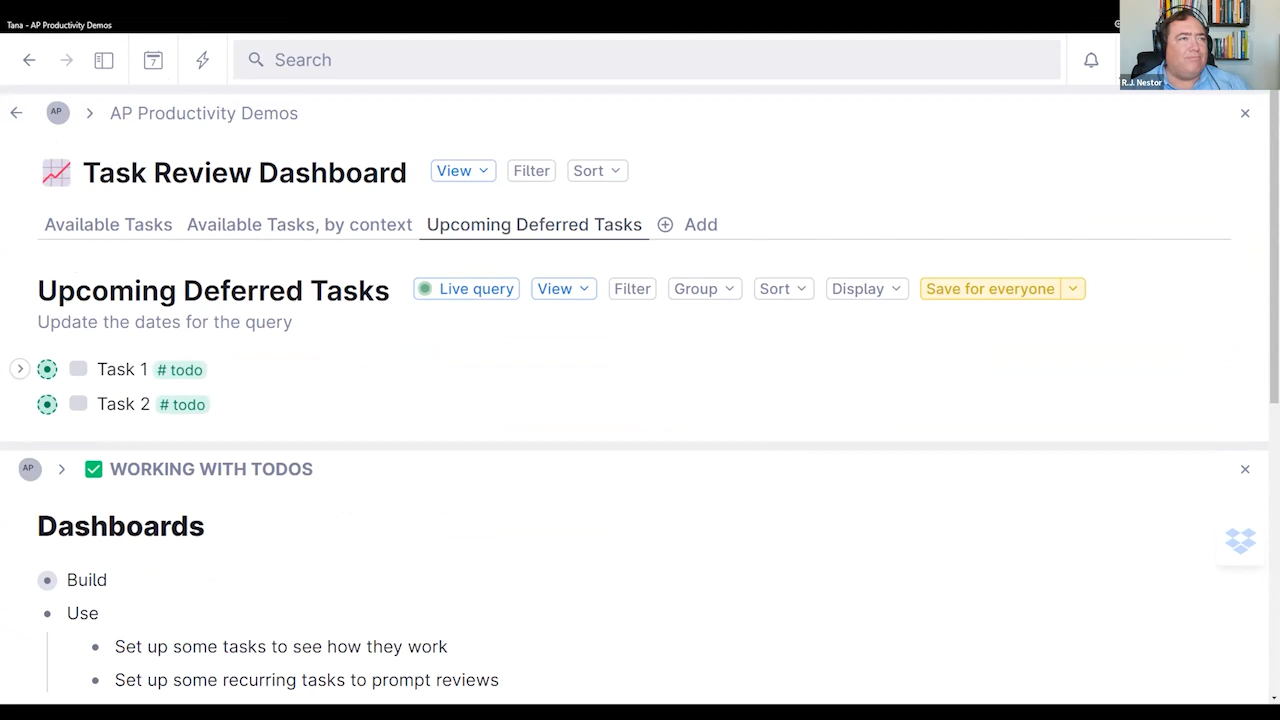 Tana - AP Productivity Demos
7
Search
R.J. Nestor
AP
AP Productivity Demos
Task Review Dashboard
View
Filter
Sort
Available Tasks
Available Tasks, by context
Upcoming Deferred Tasks
Add
Upcoming Deferred Tasks
Live query
View
Filter
Group
Sort
Display
Save for everyone
Update the dates for the query
Task 1 # todo
Task 2 # todo
AP
WORKING WITH TODOS
Dashboards
Build
Use
Set up some tasks to see how they work
Set up some recurring tasks to prompt reviews